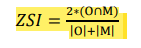 ZSI = 2*(O∩M)
|O|+|M|